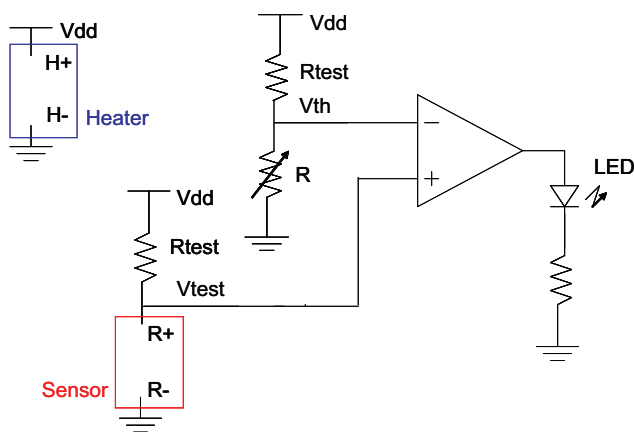 Vdd
H+
H-
Heater
Vdd
Rtest
Vth
R
−
+
LED
Vdd
Rtest
Vtest
R+
R-
Sensor